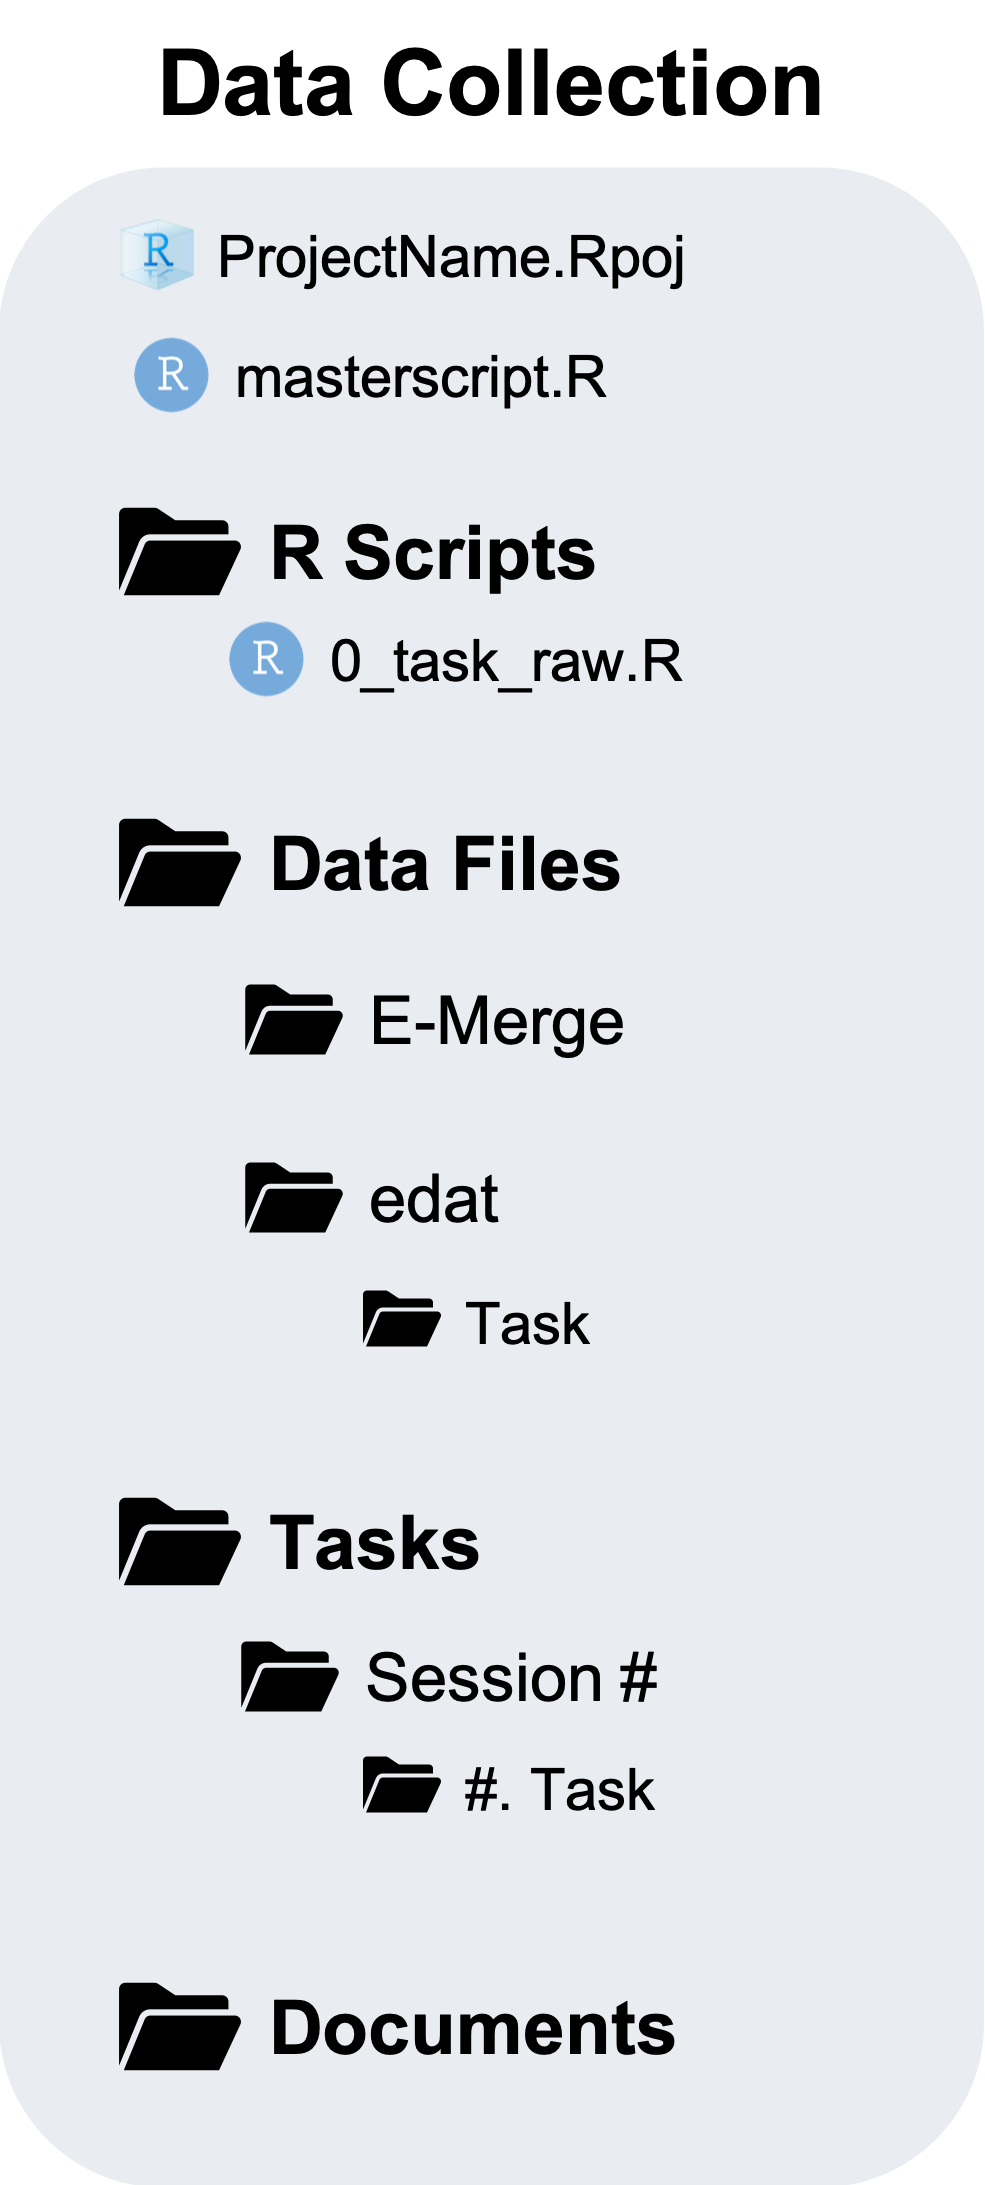 Data Collection
R ProjectName.Rpoj
R masterscript.R
R Scripts
R 0_task_raw.R
Data Files
E-Merge
edat
Task
Tasks
Session #
#. Task
Documents